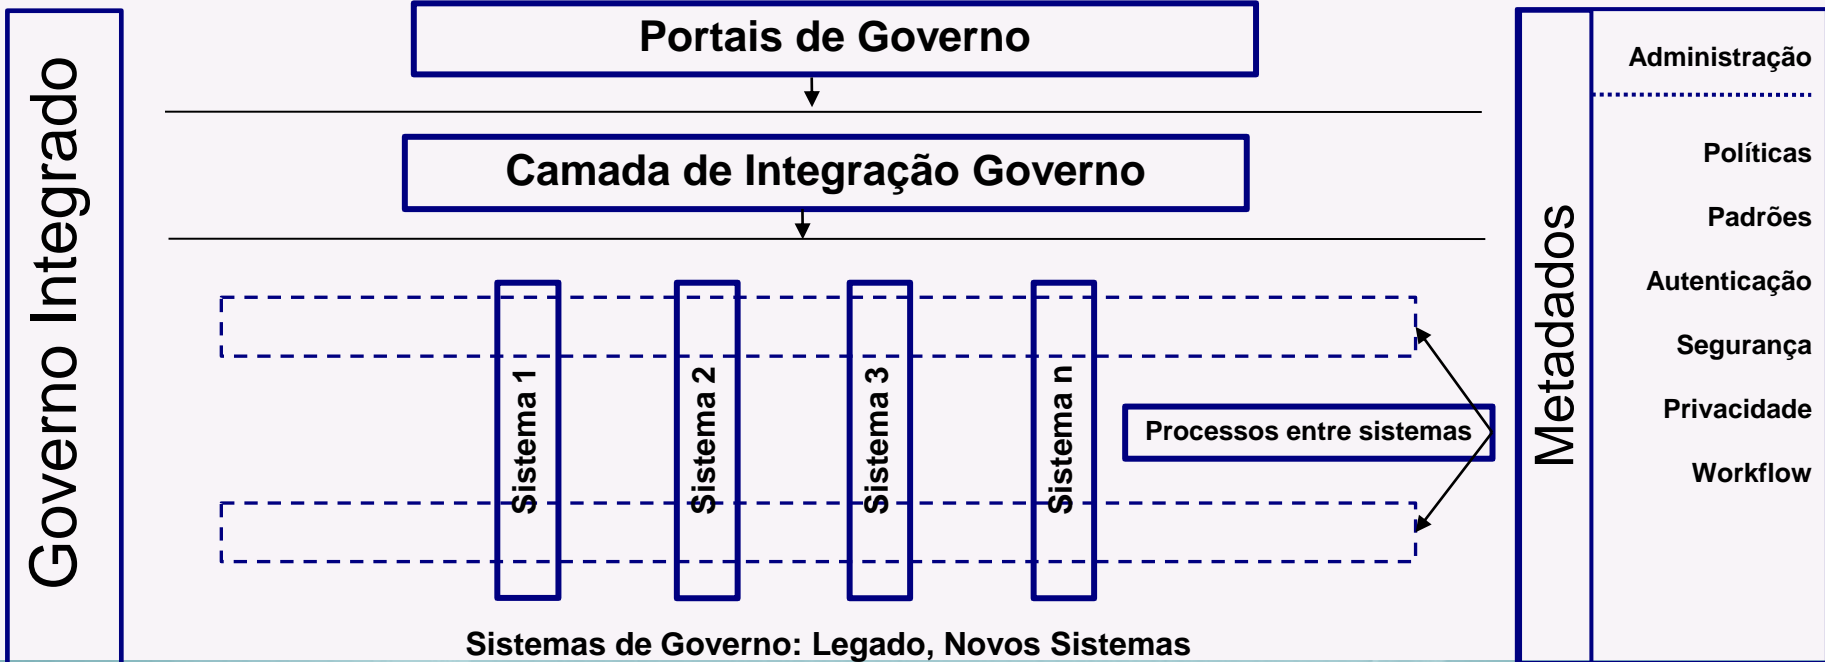 Governo Integrado
Portais de Governo
Camada de Integração Governo
Sistema 1
Sistema 2
Sistema 3
Sistema n
Processos entre sistemas
Sistemas de Governo: Legado, Novos Sistemas
Metadados
Administração
Políticas
Padrões
Autenticação
Segurança
Privacidade
Workflow